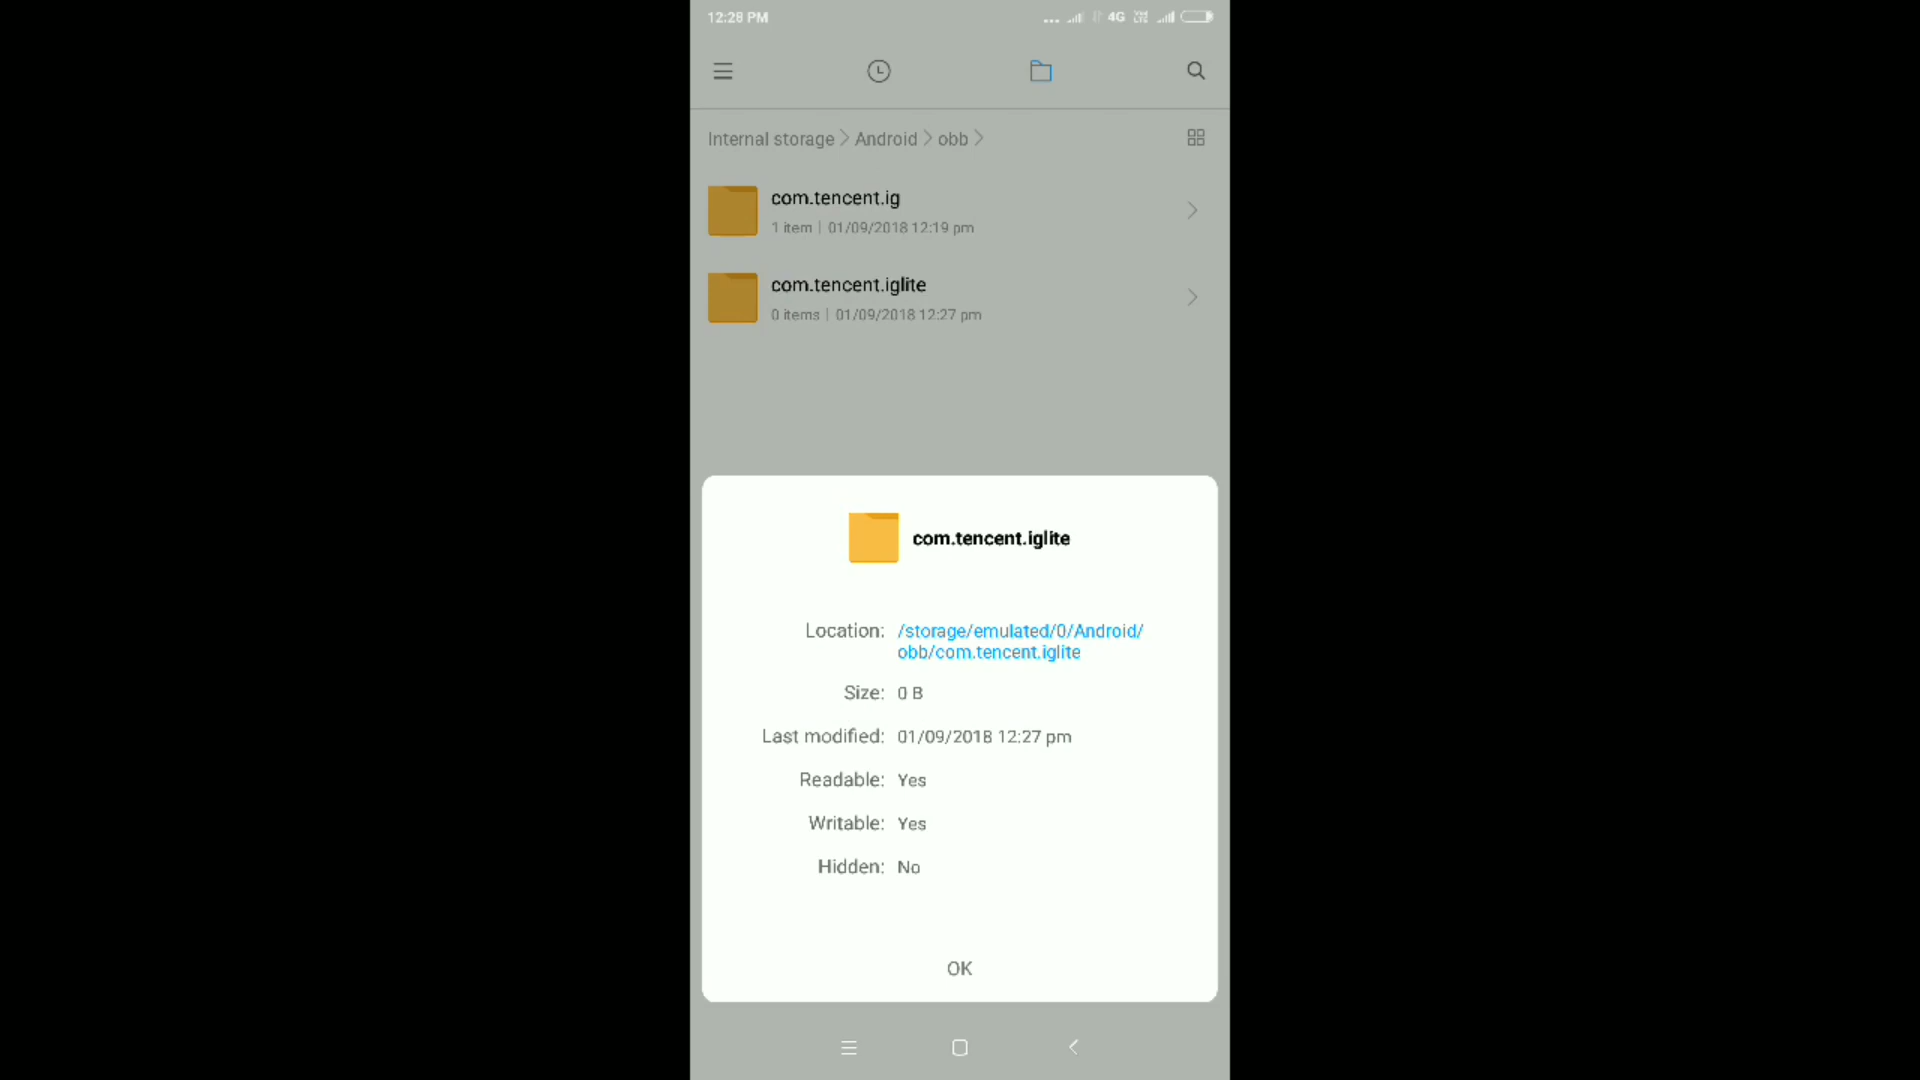 12:28 PM
4G
Internal storage > Android > obb >
com.tencent.ig
1 item | 01/09/2018 12:19 pm
com.tencent.iglite
0 items | 01/09/2018 12:27 pm
com.tencent.iglite
Location: /storage/emulated/0/Android/
obb/com.tencent.iglite
Size: 0 B
Last modified: 01/09/2018 12:27 pm
Readable: Yes
Writable: Yes
Hidden: No
OK